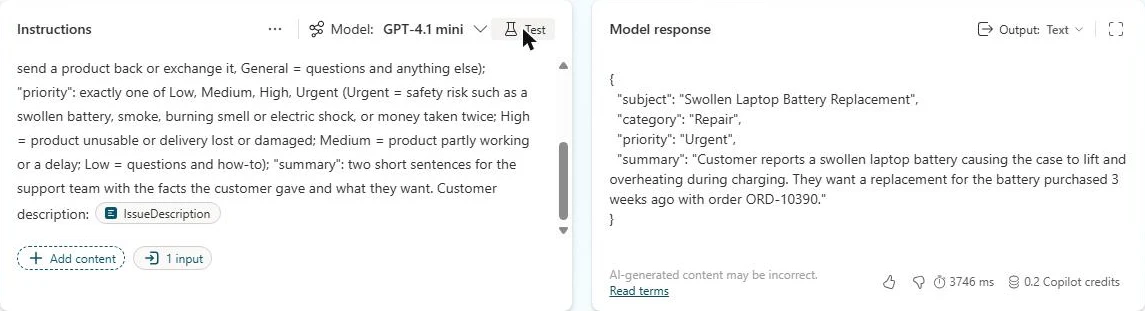 Instructions
... Model: GPT-4.1 mini Test
send a product back or exchange it, General = questions and anything else);
"priority": exactly one of Low, Medium, High, Urgent (Urgent = safety risk such as a
swollen battery, smoke, burning smell or electric shock, or money taken twice; High
= product unusable or delivery lost or damaged; Medium = product partly working
or a delay; Low = questions and how-to); "summary": two short sentences for the
support team with the facts the customer gave and what they want. Customer
description: IssueDescription
Add content 1 input
Model response
Output: Text
{
"subject": "Swollen Laptop Battery Replacement",
"category": "Repair",
"priority": "Urgent",
"summary": "Customer reports a swollen laptop battery causing the case to lift and
overheating during charging. They want a replacement for the battery purchased 3
weeks ago with order ORD-10390."
}
AI-generated content may be incorrect.
Read terms
3746 ms 0.2 Copilot credits